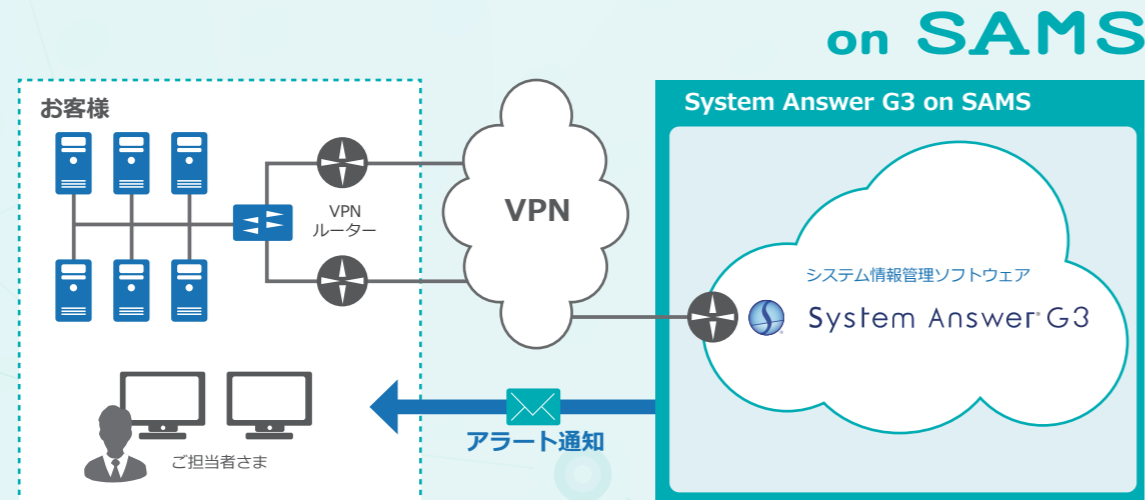 on SAMS
お客様
System Answer G3 on SAMS
VPN
ルーター
VPN
システム情報管理ソフトウェア
System Answer G3
アラート通知
ご担当者さま